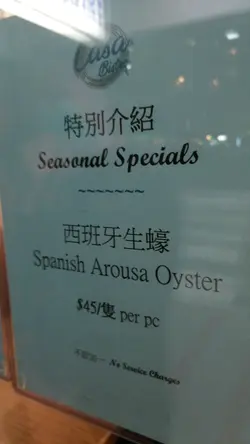 Casa
特別介紹
Seasonal Specials
~~~~~~~
西班牙生蠔
Spanish Arousa Oyster
$45/隻 per pc
No Service Charges